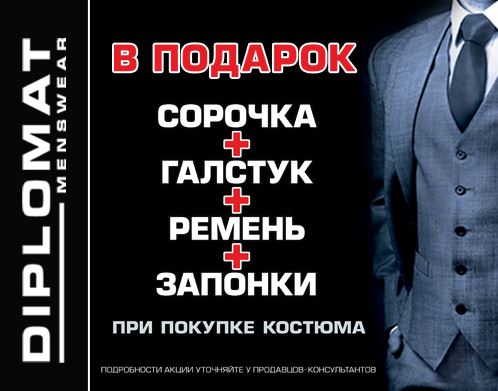 DIPLOMAT
MENSWEAR
В ПОДАРОК
СОРОЧКА
+
ГАЛСТУК
+
РЕМЕНЬ
+
ЗАПОНКИ
ПРИ ПОКУПКЕ КОСТЮМА
ПОДРОБНОСТИ АКЦИИ УТОЧНЯЙТЕ У ПРОДАВЦОВ-КОНСУЛЬТАНТОВ